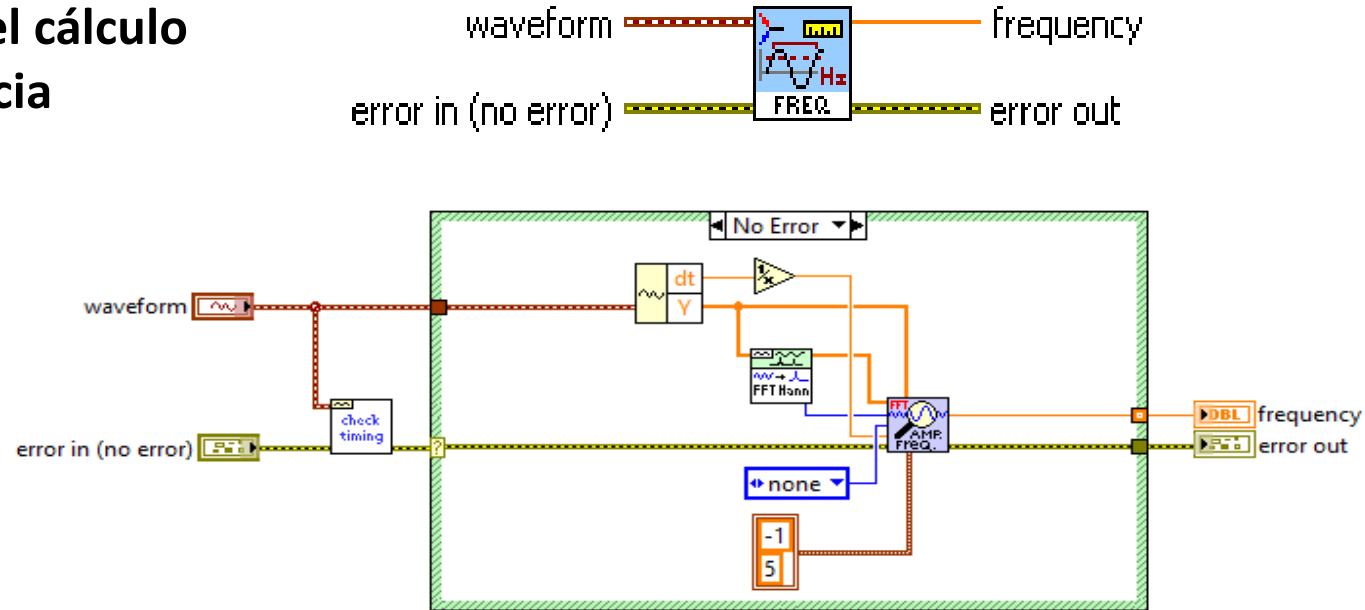 el cálculo
cia
waveform
frequency
Hz
FREQ
error in (no error)
error out
No Error
dt
1/x
Y
waveform
FFT Hann
check
timing
FFT
AMP.
Freq.
DBL
frequency
error in (no error)
?
error out
none
-1
5